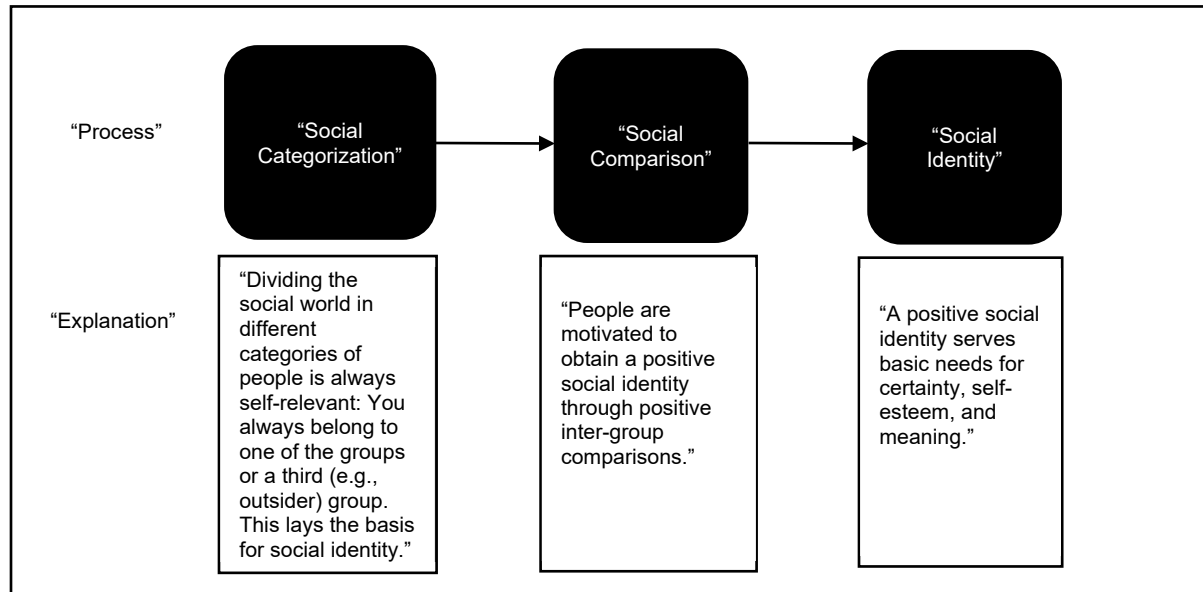 “Process”
“Social
Categorization”
“Social
Comparison”
“Social
Identity”
“Explanation”
“Dividing the
social world in
different
categories of
people is always
self-relevant: You
always belong to
one of the groups
or a third (e.g.,
outsider) group.
This lays the basis
for social identity.”
“People are
motivated to
obtain a positive
social identity
through positive
inter-group
comparisons.”
“A positive social
identity serves
basic needs for
certainty, self-
esteem, and
meaning.”